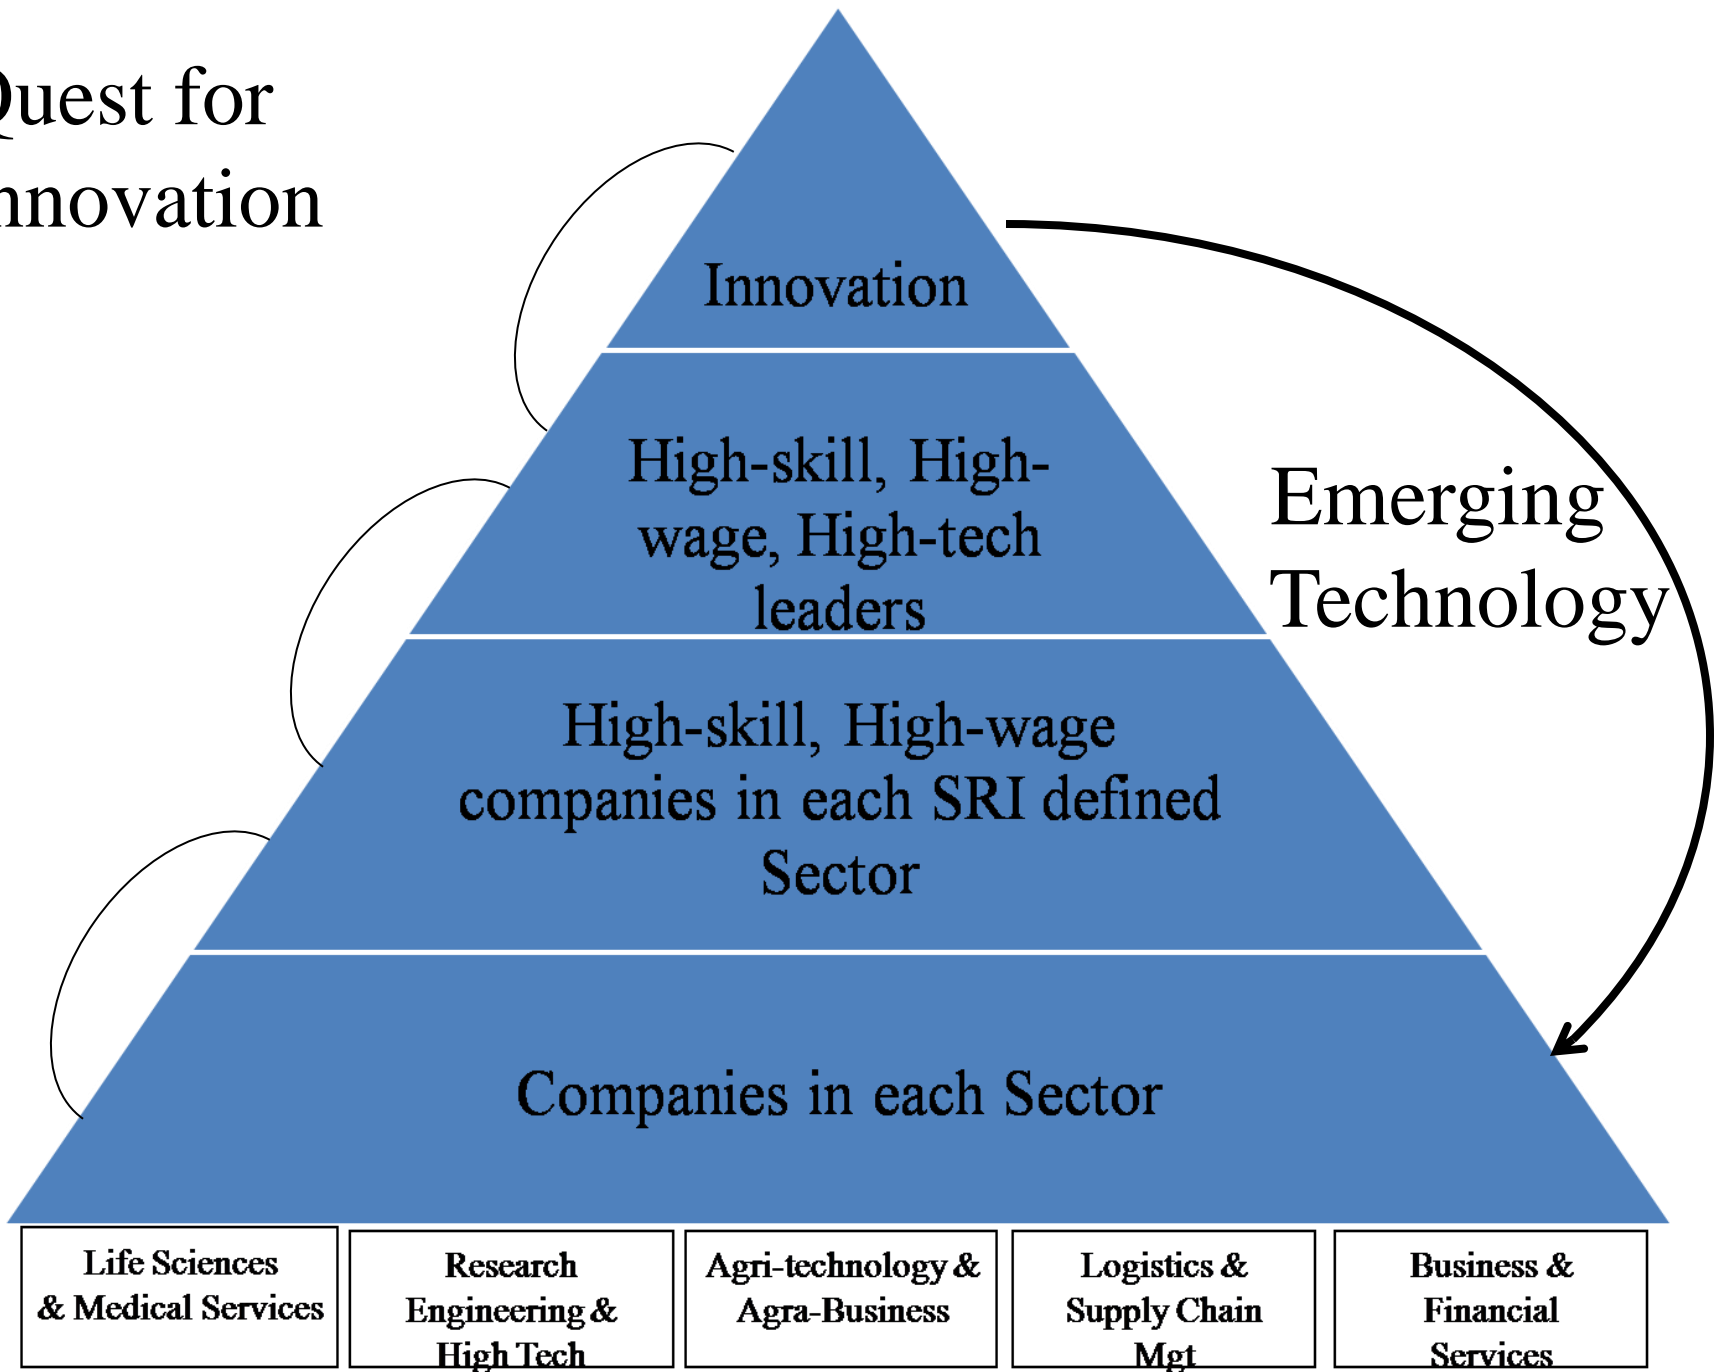 Quest for
nnovation
Innovation
High-skill, High-
wage, High-tech
leaders
Emerging
Technology
High-skill, High-wage
companies in each SRI defined
Sector
Companies in each Sector
Life Sciences
& Medical Services
Research
Engineering &
High Tech
Agri-technology &
Agra-Business
Logistics &
Supply Chain
Mgt
Business &
Financial
Services